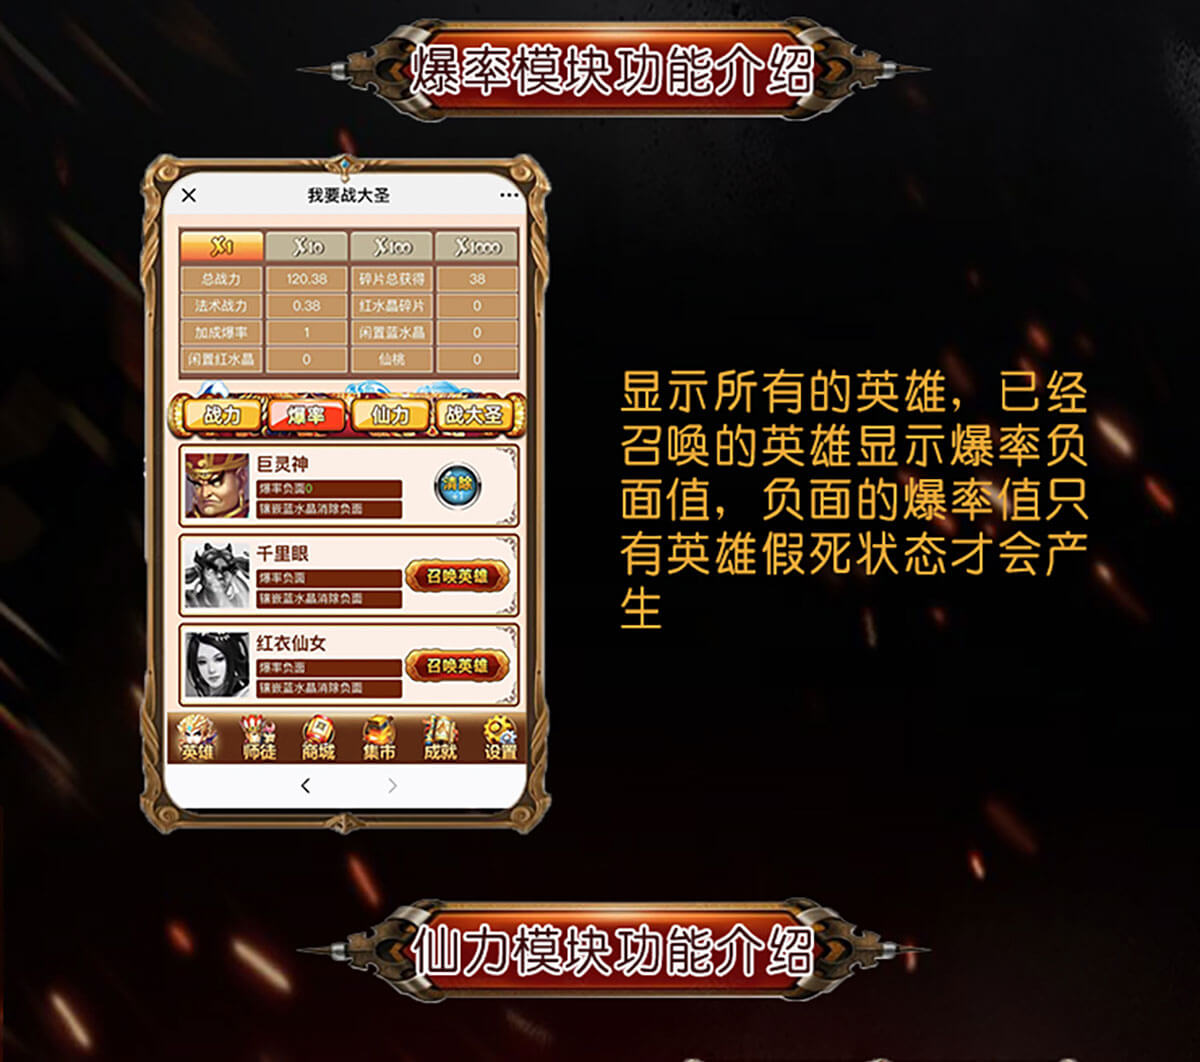 爆率模块功能介绍
我要战大圣
X1 X10 X100 X1000
总战力 120.38 碎片总获得 38
法术战力 0.38 红水晶碎片 0
加成爆率 1 闲置蓝水晶 0
闲置红水晶 0 仙桃 0
战力 爆率 仙力 战大圣
巨灵神
爆率负面0
镶嵌蓝水晶消除负面
清除
+1
千里眼
爆率负面
镶嵌蓝水晶消除负面
召唤英雄
红衣仙女
爆率负面
镶嵌蓝水晶消除负面
召唤英雄
英雄 师徒 商城 集市 成就 设置
显示所有的英雄，已经
召唤的英雄显示爆率负
面值，负面的爆率值只
有英雄假死状态才会产
生
仙力模块功能介绍